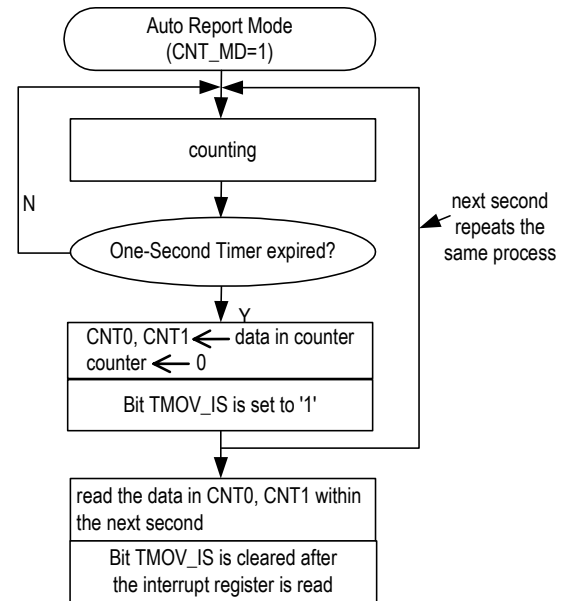 Auto Report Mode
(CNT_MD=1)
counting
N
next second
repeats the
same process
One-Second Timer expired?
Y
CNT0, CNT1 ← data in counter
counter ← 0
Bit TMOV_IS is set to '1'
read the data in CNT0, CNT1 within
the next second
Bit TMOV_IS is cleared after
the interrupt register is read